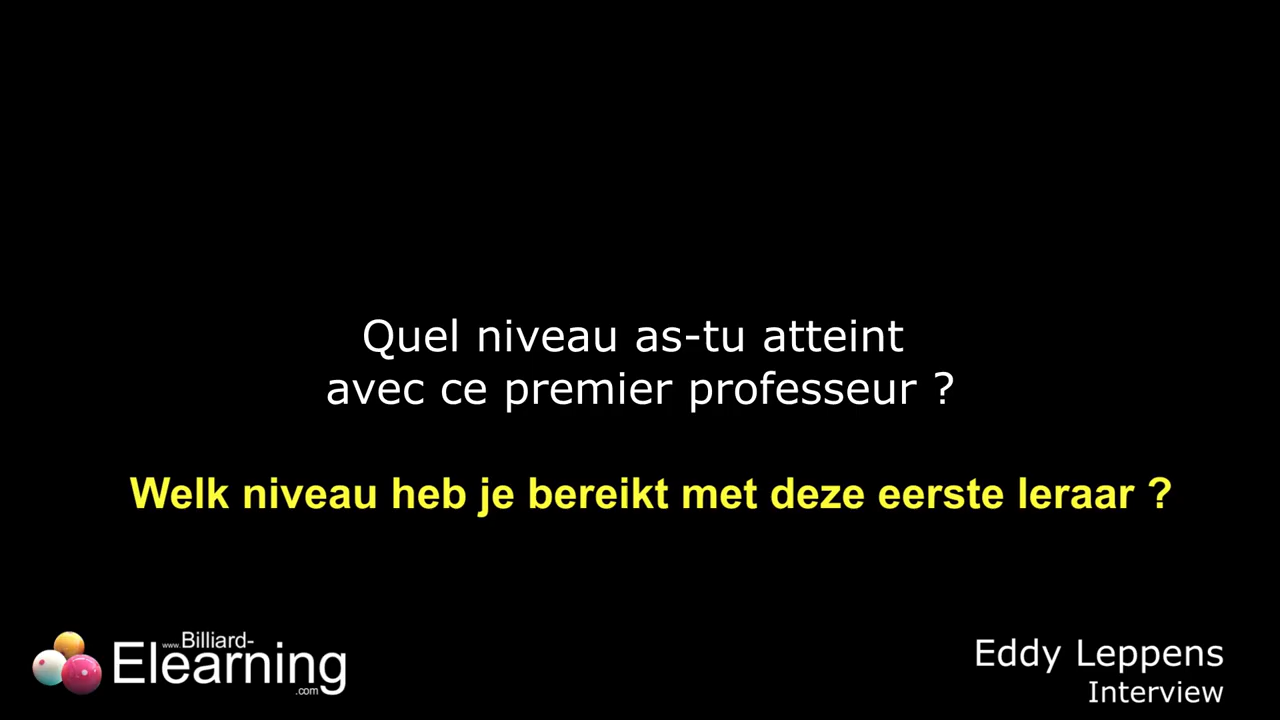 Quel niveau as-tu atteint
avec ce premier professeur ?
Welk niveau heb je bereikt met deze eerste leraar ?
www.Billiard-
Elearning
.com
Eddy Leppens
Interview